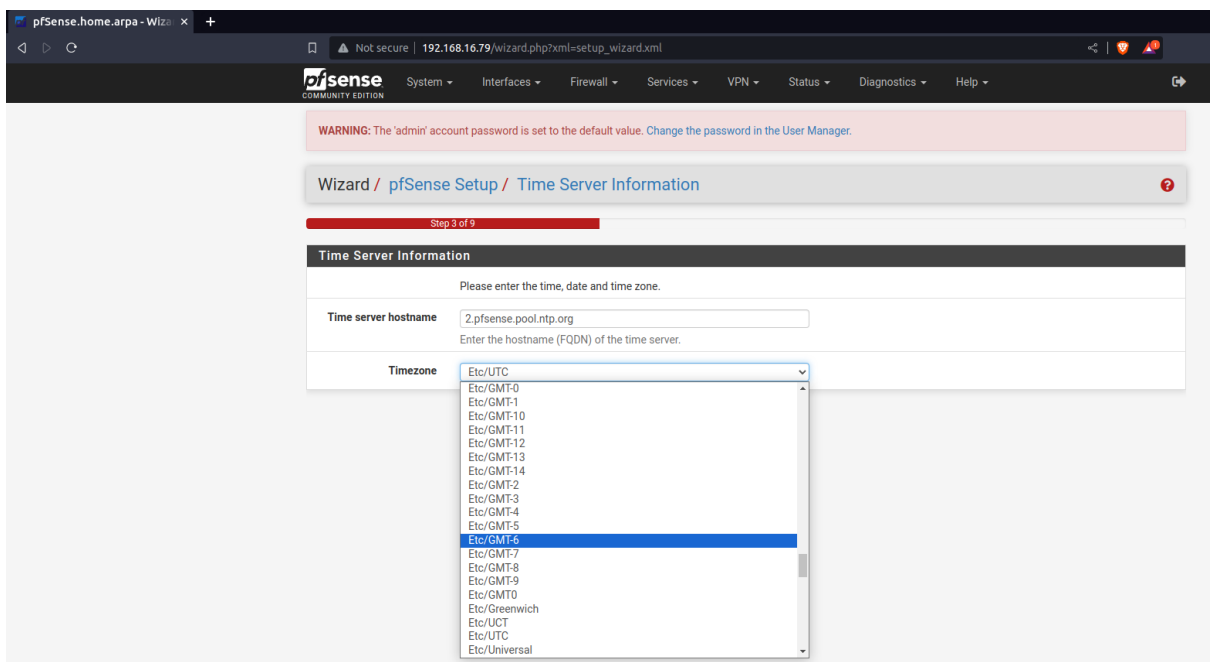 pfSense.home.arpa - Wiza
Not secure | 192.168.16.79/wizard.php?xml=setup_wizard.xml
pfsense System Interfaces Firewall Services VPN Status Diagnostics Help
COMMUNITY EDITION
WARNING: The 'admin' account password is set to the default value. Change the password in the User Manager.
Wizard / pfSense Setup / Time Server Information
Step 3 of 9
Time Server Information
Please enter the time, date and time zone.
Time server hostname 2.pfsense.pool.ntp.org
Enter the hostname (FQDN) of the time server.
Timezone Etc/UTC
Etc/GMT-0
Etc/GMT-1
Etc/GMT-10
Etc/GMT-11
Etc/GMT-12
Etc/GMT-13
Etc/GMT-14
Etc/GMT-2
Etc/GMT-3
Etc/GMT-4
Etc/GMT-5
Etc/GMT-6
Etc/GMT-7
Etc/GMT-8
Etc/GMT-9
Etc/GMT0
Etc/Greenwich
Etc/UCT
Etc/UTC
Etc/Universal